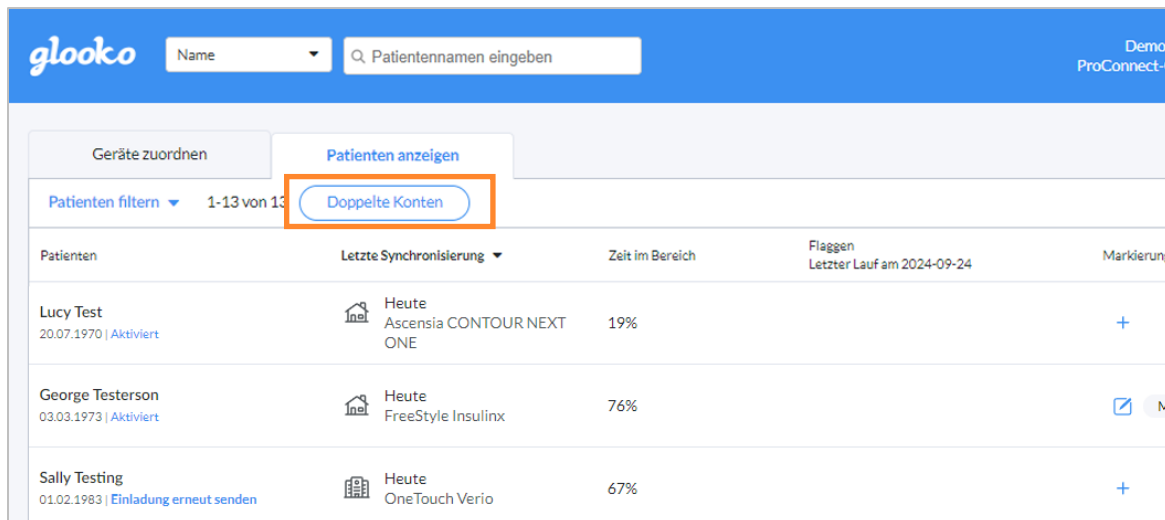 glooko
Name
Patientennamen eingeben
Demo
ProConnect-
Geräte zuordnen
Patienten anzeigen
Patienten filtern
1-13 von 13
Doppelte Konten
Patienten
Letzte Synchronisierung
Zeit im Bereich
Flaggen
Letzter Lauf am 2024-09-24
Markierun
Lucy Test
20.07.1970 | Aktiviert
Heute
Ascensia CONTOUR NEXT
ONE
19%
+
George Testerson
03.03.1973 | Aktiviert
Heute
FreeStyle Insulinx
76%
M
Sally Testing
01.02.1983 | Einladung erneut senden
Heute
OneTouch Verio
67%
+